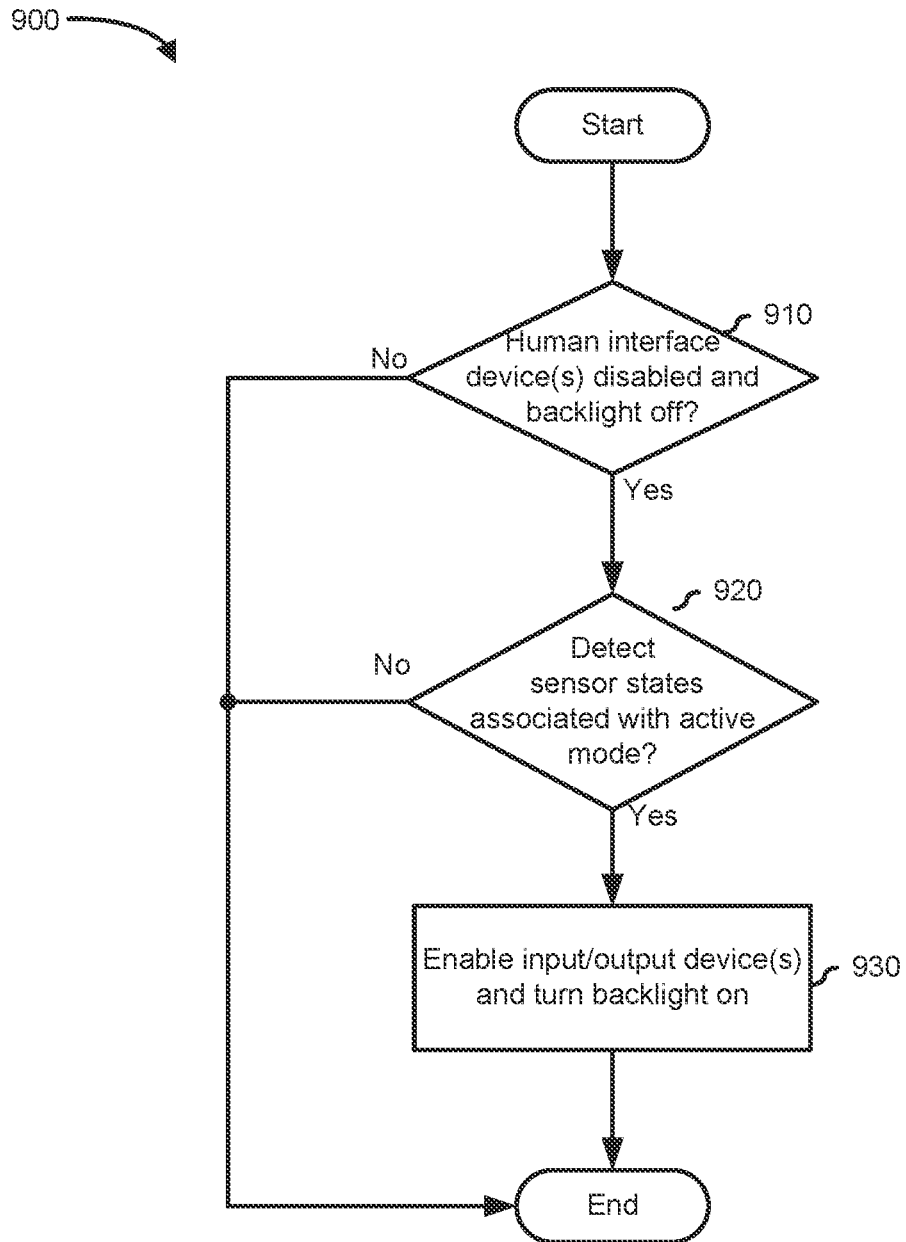 900
Start
910
Human interface
device(s) disabled and
backlight off?
No
Yes
920
Detect
sensor states
associated with active
mode?
No
Yes
Enable input/output device(s)
and turn backlight on
930
End